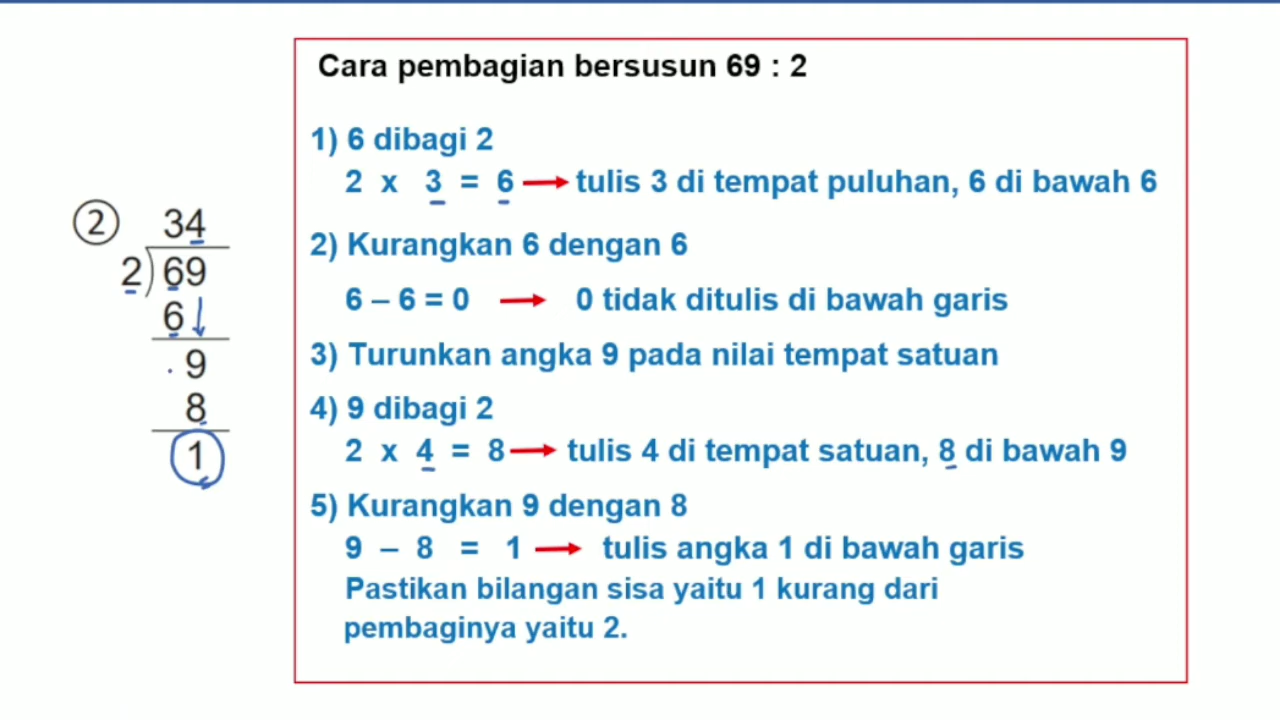 Cara pembagian bersusun 69 : 2
1) 6 dibagi 2
2 x 3 = 6 → tulis 3 di tempat puluhan, 6 di bawah 6
2) Kurangkan 6 dengan 6
6 – 6 = 0 → 0 tidak ditulis di bawah garis
3) Turunkan angka 9 pada nilai tempat satuan
4) 9 dibagi 2
2 x 4 = 8 → tulis 4 di tempat satuan, 8 di bawah 9
5) Kurangkan 9 dengan 8
9 – 8 = 1 → tulis angka 1 di bawah garis
Pastikan bilangan sisa yaitu 1 kurang dari
pembaginya yaitu 2.
② 34
2)69
6↓
9
8
1